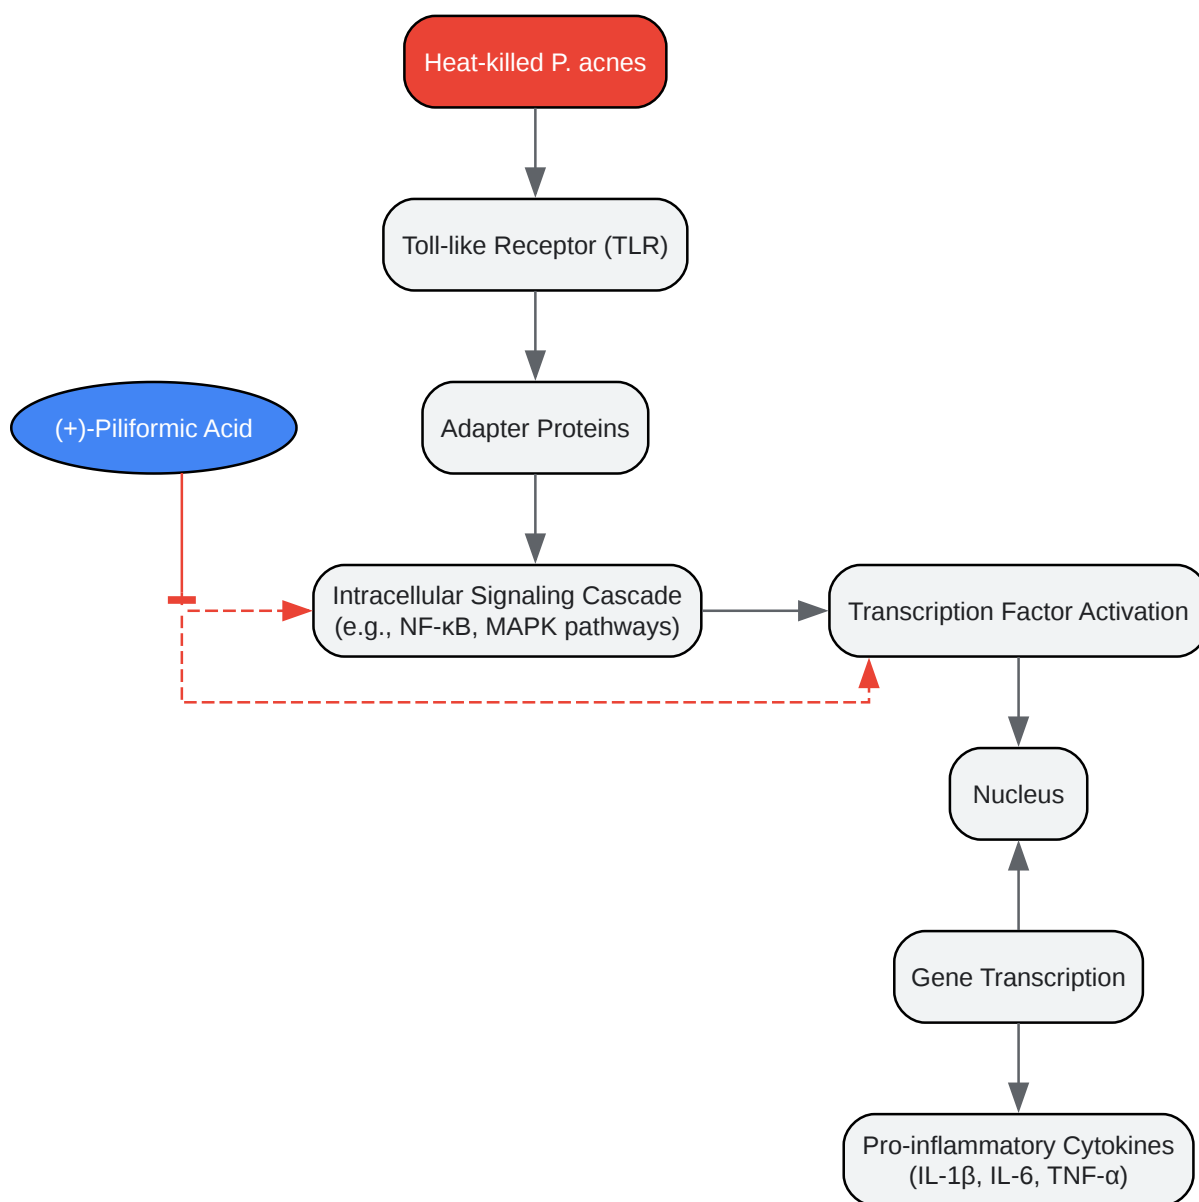 Heat-killed P. acnes
Toll-like Receptor (TLR)
(+)-Piliformic Acid
Adapter Proteins
Intracellular Signaling Cascade
(e.g., NF-κB, MAPK pathways)
Transcription Factor Activation
Nucleus
Gene Transcription
Pro-inflammatory Cytokines
(IL-1β, IL-6, TNF-α)